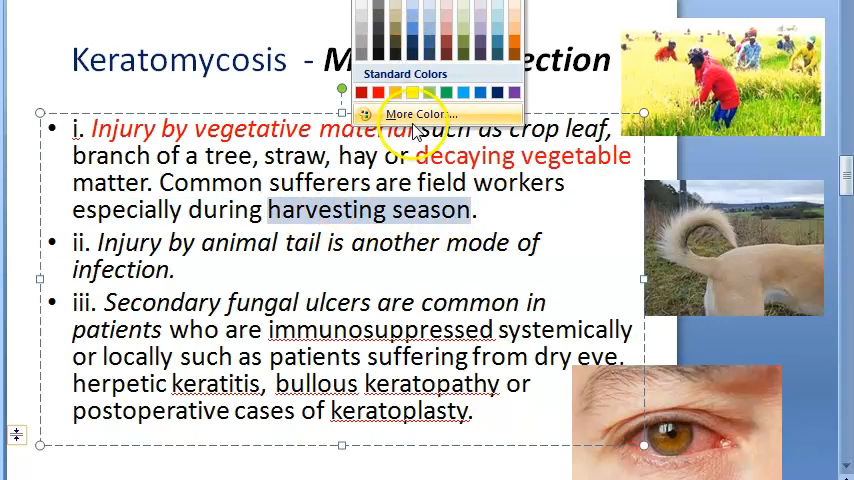 Keratomycosis - M ection
Standard Colors
More Colors...
• i. Injury by vegetative material such as crop leaf,
branch of a tree, straw, hay or decaying vegetable
matter. Common sufferers are field workers
especially during harvesting season.
• ii. Injury by animal tail is another mode of
infection.
• iii. Secondary fungal ulcers are common in
patients who are immunosuppressed systemically
or locally such as patients suffering from dry eye,
herpetic keratitis, bullous keratopathy or
postoperative cases of keratoplasty.